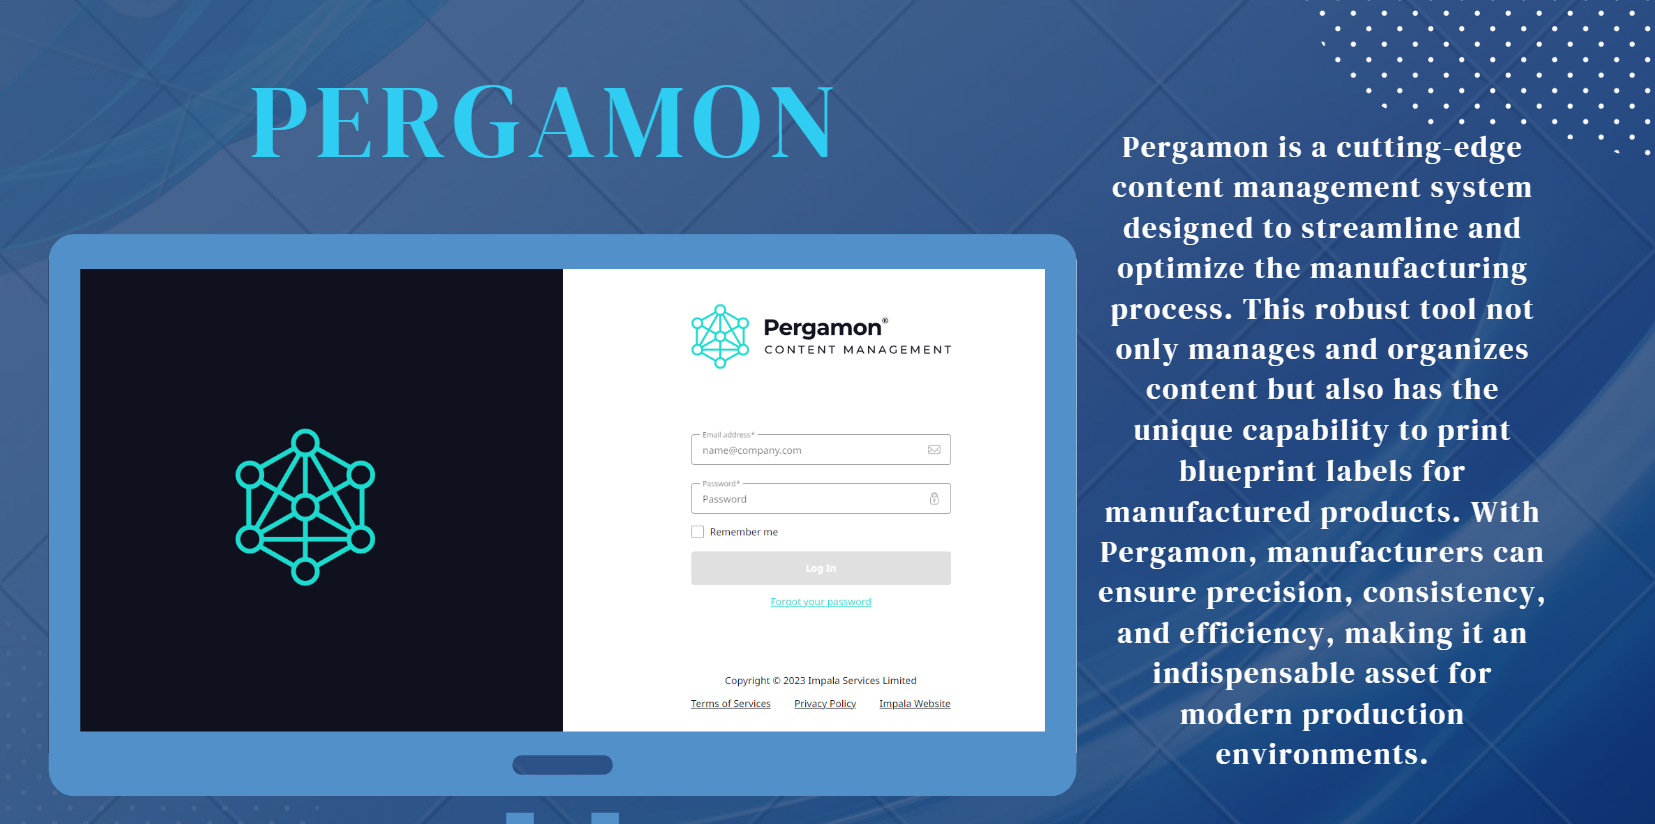 PERGAMON
Pergamon®
CONTENT MANAGEMENT
Email address*
name@company.com
Password*
Password
Remember me
Log In
Forgot your password
Copyright © 2023 Impala Services Limited
Terms of Services Privacy Policy Impala Website
Pergamon is a cutting-edge
content management system
designed to streamline and
optimize the manufacturing
process. This robust tool not
only manages and organizes
content but also has the
unique capability to print
blueprint labels for
manufactured products. With
Pergamon, manufacturers can
ensure precision, consistency,
and efficiency, making it an
indispensable asset for
modern production
environments.